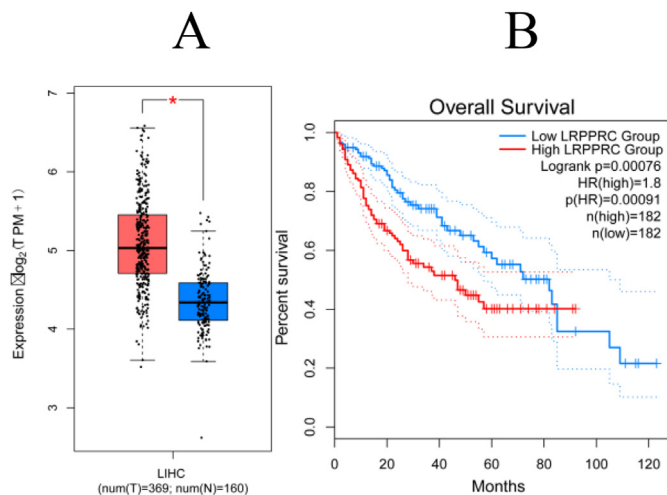 A
B
Expression log₂(TPM+1)
7
6
5
4
3
*
LIHC
(num(T)=369; num(N)=160)
Overall Survival
Percent survival
1.0
0.8
0.6
0.4
0.2
0.0
Low LRPPRC Group
High LRPPRC Group
Logrank p=0.00076
HR(high)=1.8
p(HR)=0.00091
n(high)=182
n(low)=182
0 20 40 60 80 100 120
Months